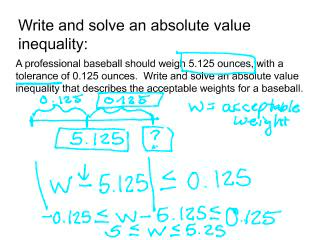 Write and solve an absolute value
inequality:
A professional baseball should weigh 5.125 ounces, with a
tolerance of 0.125 ounces. Write and solve an absolute value
inequality that describes the acceptable weights for a baseball.
0.125 0.125
w = acceptable
weight
5.125 ?
|w - 5.125| ≤ 0.125
-0.125 ≤ w - 5.125 ≤ 0.125
5 ≤ w ≤ 5.25